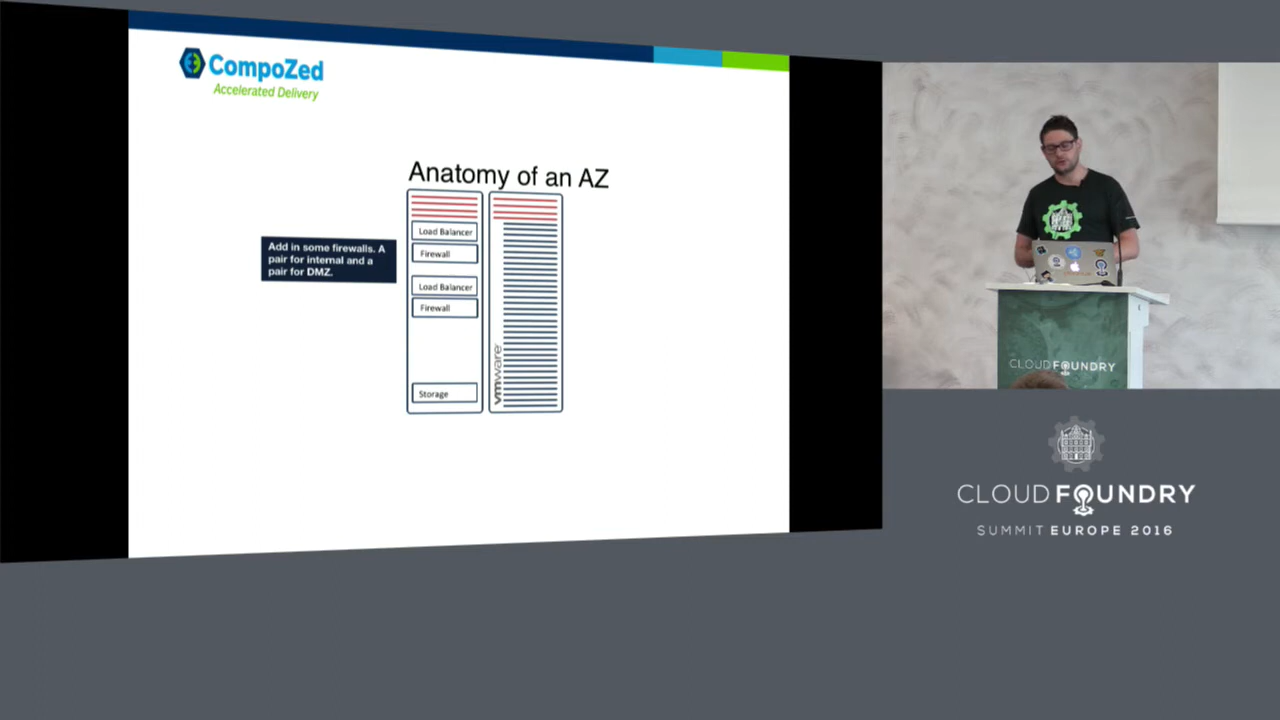 CompoZed
Accelerated Delivery
Anatomy of an AZ
Add in some firewalls. A
pair for internal and a
pair for DMZ.
Load Balancer
Firewall
Load Balancer
Firewall
Storage
vmware
CLOUD FOUNDRY
CLOUD FOUNDRY
SUMMIT EUROPE 2016